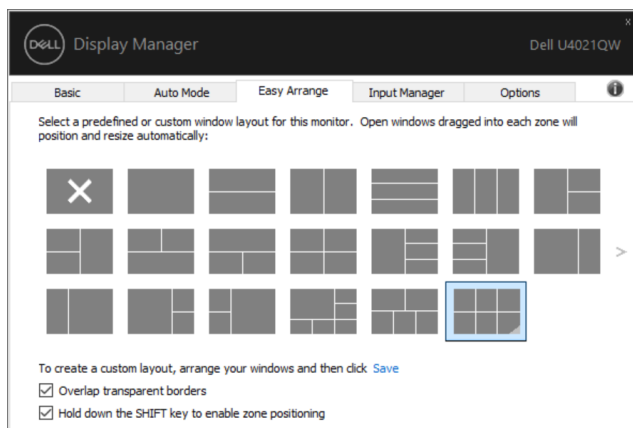 DELL Display Manager
Dell U4021QW
x
Basic Auto Mode Easy Arrange Input Manager Options
Select a predefined or custom window layout for this monitor. Open windows dragged into each zone will
position and resize automatically:
>
To create a custom layout, arrange your windows and then click Save
Overlap transparent borders
Hold down the SHIFT key to enable zone positioning